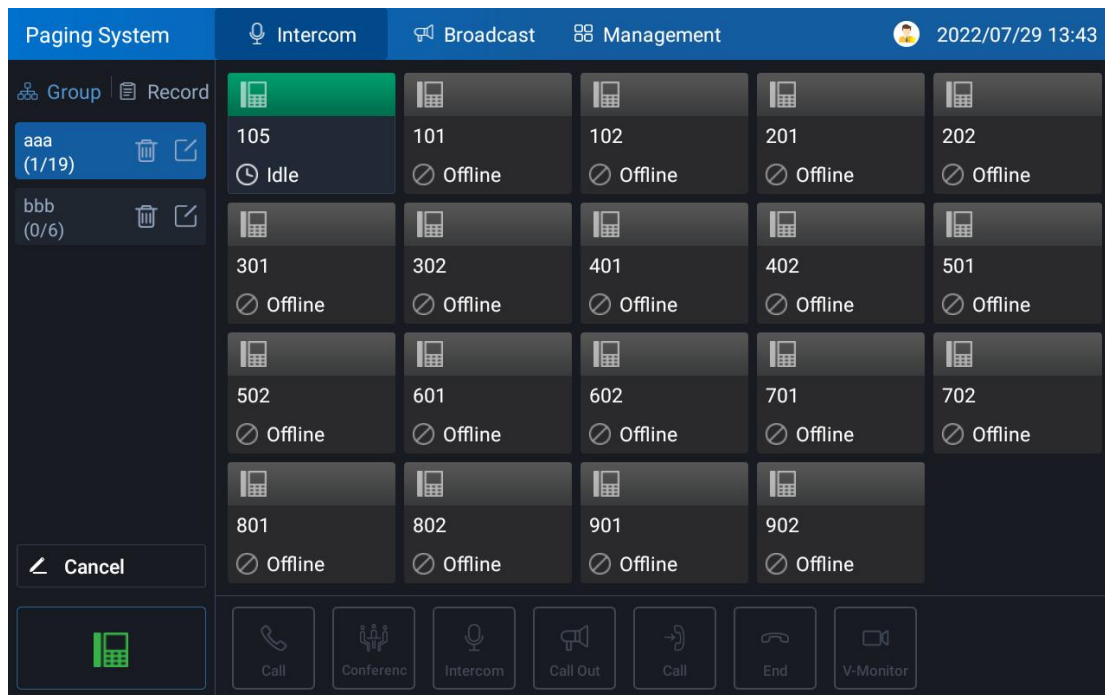 Paging System Intercom Broadcast Management 2022/07/29 13:43
Group Record
aaa
(1/19)
bbb
(0/6)
Cancel
105 101 102 201 202
Idle Offline Offline Offline Offline
301 302 401 402 501
Offline Offline Offline Offline Offline
502 601 602 701 702
Offline Offline Offline Offline Offline
801 802 901 902
Offline Offline Offline Offline
Call Conferenc Intercom Call Out Call End V-Monitor